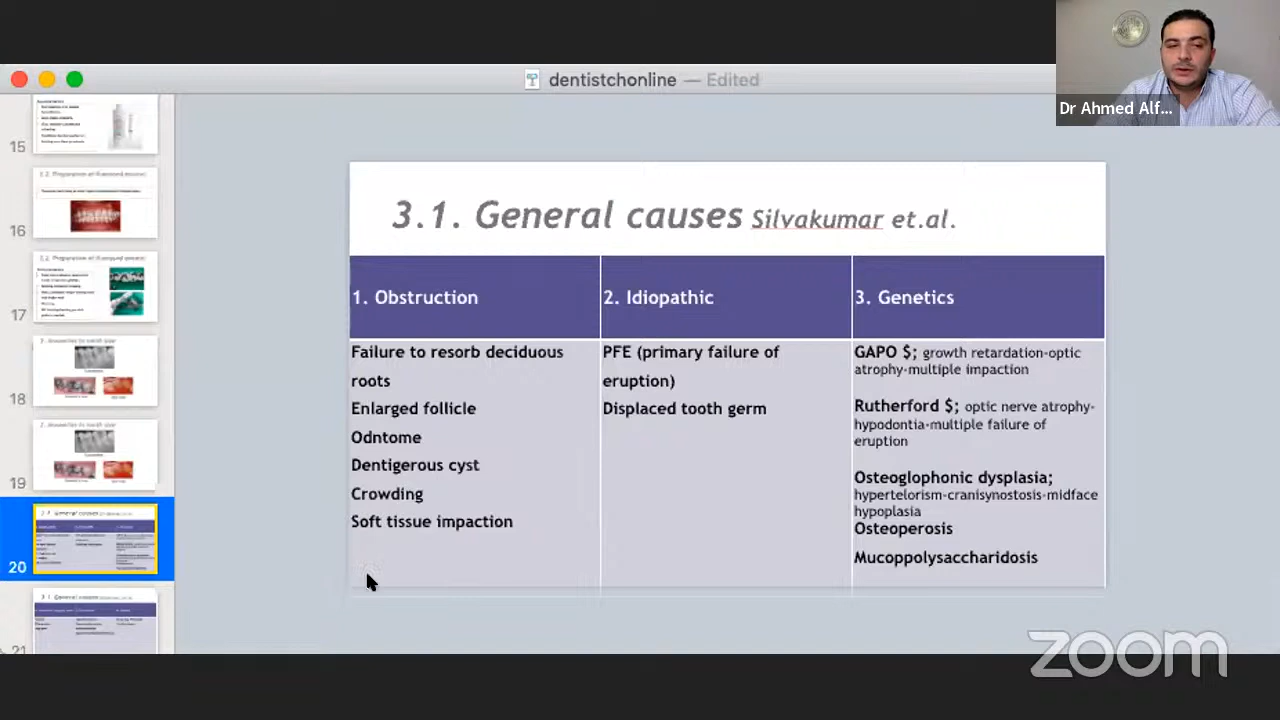 dentistchonline — Edited
Dr Ahmed Alf...
15
16
17
18
19
20
21
3.1. General causes Silvakumar et.al.
1. Obstruction
Failure to resorb deciduous
roots
Enlarged follicle
Odntome
Dentigerous cyst
Crowding
Soft tissue impaction
2. Idiopathic
PFE (primary failure of
eruption)
Displaced tooth germ
3. Genetics
GAPO $; growth retardation-optic
atrophy-multiple impaction
Rutherford $; optic nerve atrophy-
hypodontia-multiple failure of
eruption
Osteoglophonic dysplasia;
hypertelorism-cranisynostosis-midface
hypoplasia
Osteoperosis
Mucoppolysaccharidosis
zoom